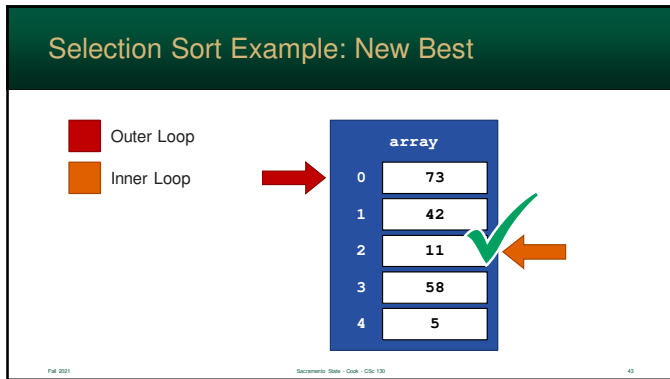 Selection Sort Example: New Best
Outer Loop
Inner Loop
array
0 73
1 42
2 11
3 58
4 5
Fall 2021 Sacramento State - Cook - CSc 130 43